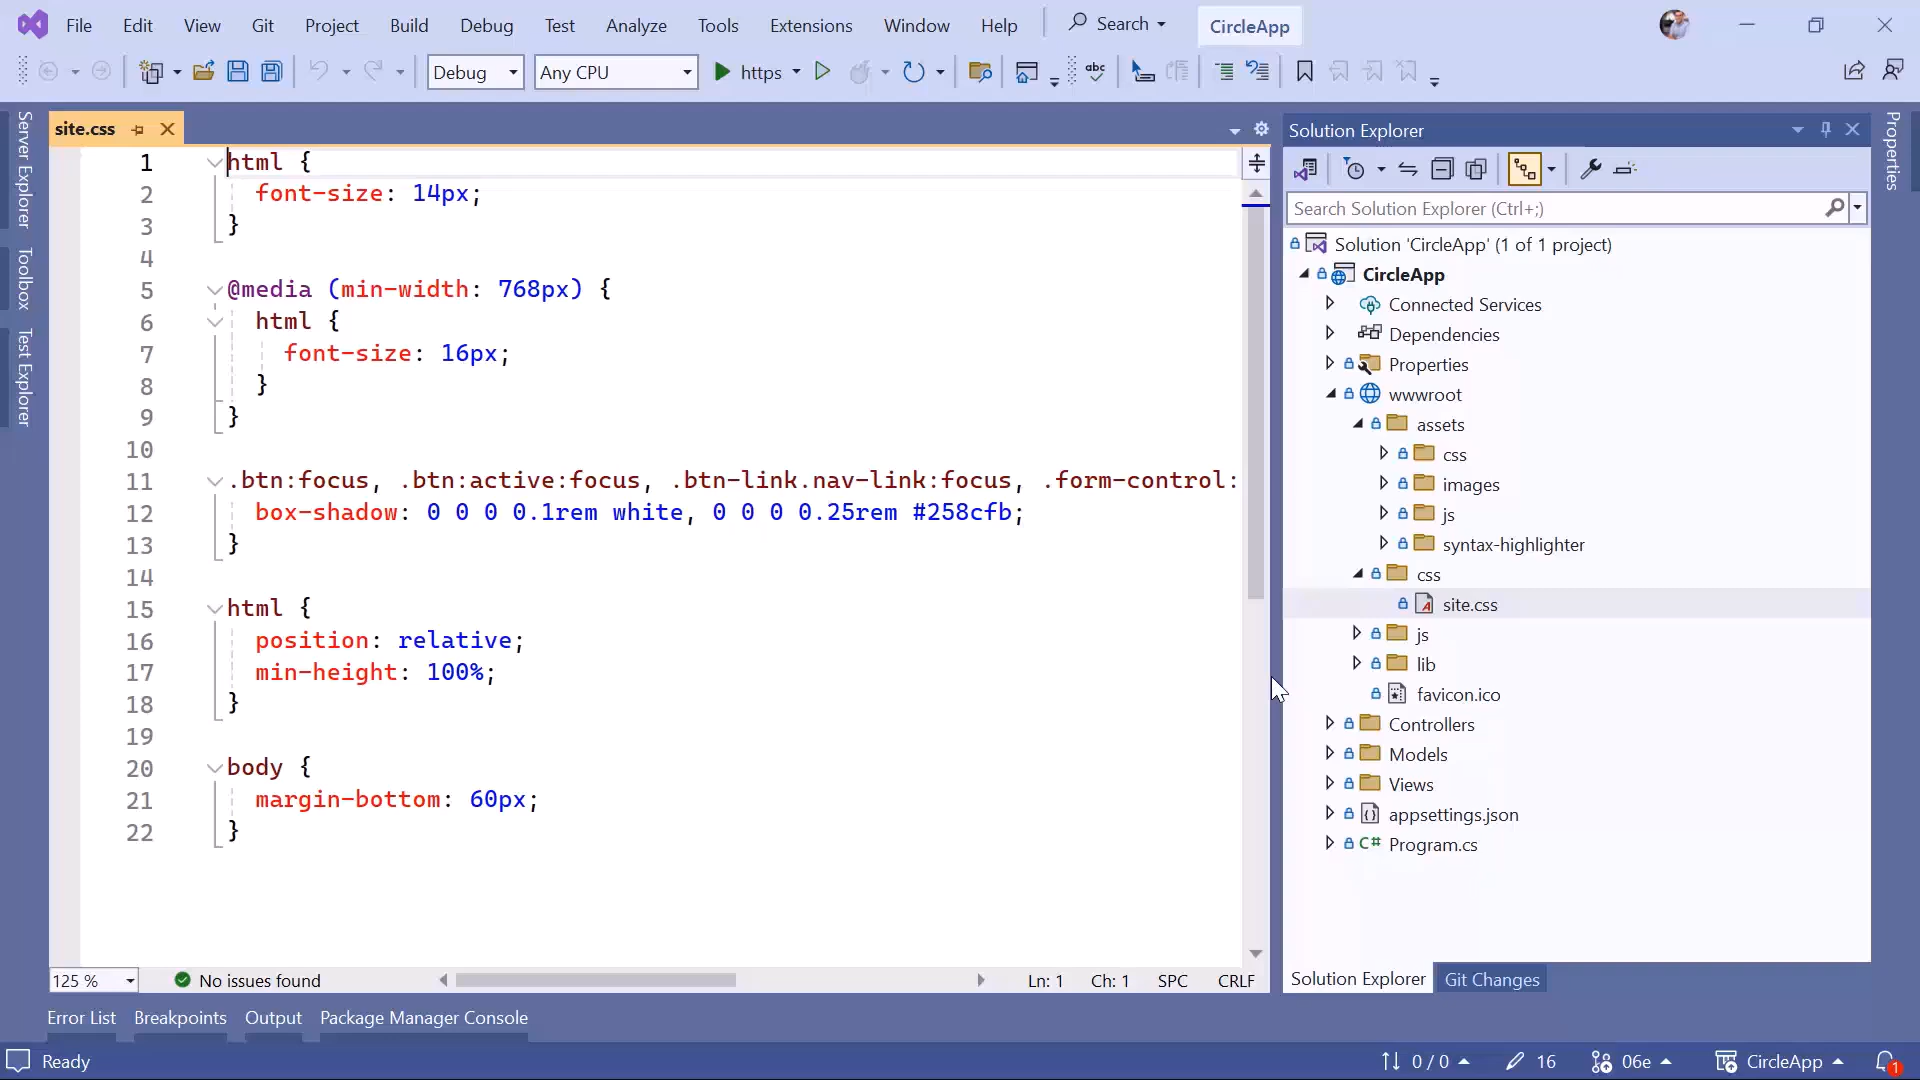 File Edit View Git Project Build Debug Test Analyze Tools Extensions Window Help Search CircleApp
Debug Any CPU https abc
Server Explorer
Toolbox
Test Explorer
site.css
1 html {
2 font-size: 14px;
3 }
4
5 @media (min-width: 768px) {
6 html {
7 font-size: 16px;
8 }
9 }
10
11 .btn:focus, .btn:active:focus, .btn-link.nav-link:focus, .form-control:
12 box-shadow: 0 0 0 0.1rem white, 0 0 0 0.25rem #258cfb;
13 }
14
15 html {
16 position: relative;
17 min-height: 100%;
18 }
19
20 body {
21 margin-bottom: 60px;
22 }
125 % No issues found Ln: 1 Ch: 1 SPC CRLF
Solution Explorer
Search Solution Explorer (Ctrl+;)
Solution 'CircleApp' (1 of 1 project)
CircleApp
Connected Services
Dependencies
Properties
wwwroot
assets
css
images
js
syntax-highlighter
css
site.css
js
lib
favicon.ico
Controllers
Models
Views
appsettings.json
C# Program.cs
Solution Explorer Git Changes
Properties
Error List Breakpoints Output Package Manager Console
Ready 0 / 0 16 06e CircleApp 1